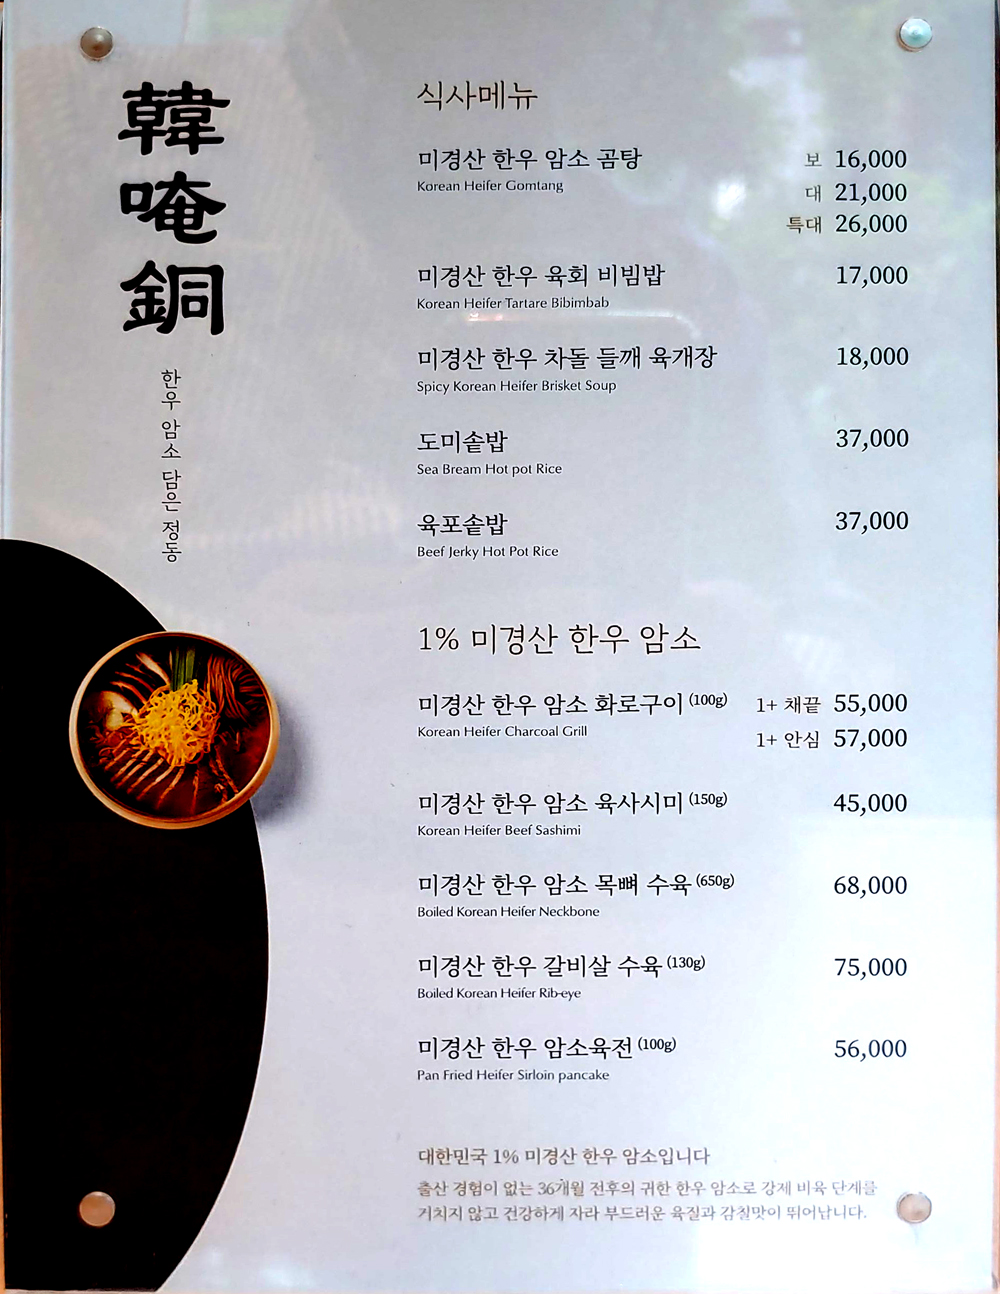 韓
唵
銅
한우 암소 담은 정동
식사메뉴
미경산 한우 암소 곰탕 보 16,000
Korean Heifer Gomtang 대 21,000
특대 26,000
미경산 한우 육회 비빔밥 17,000
Korean Heifer Tartare Bibimbab
미경산 한우 차돌 들깨 육개장 18,000
Spicy Korean Heifer Brisket Soup
도미솥밥 37,000
Sea Bream Hot pot Rice
육포솥밥 37,000
Beef Jerky Hot Pot Rice
1% 미경산 한우 암소
미경산 한우 암소 화로구이 (100g) 1+ 채끝 55,000
Korean Heifer Charcoal Grill 1+ 안심 57,000
미경산 한우 암소 육사시미 (150g) 45,000
Korean Heifer Beef Sashimi
미경산 한우 암소 목뼈 수육 (650g) 68,000
Boiled Korean Heifer Neckbone
미경산 한우 갈비살 수육 (130g) 75,000
Boiled Korean Heifer Rib-eye
미경산 한우 암소육전 (100g) 56,000
Pan Fried Heifer Sirloin pancake
대한민국 1% 미경산 한우 암소입니다
출산 경험이 없는 36개월 전후의 귀한 한우 암소로 강제 비육 단계를
거치지 않고 건강하게 자라 부드러운 육질과 감칠맛이 뛰어납니다.